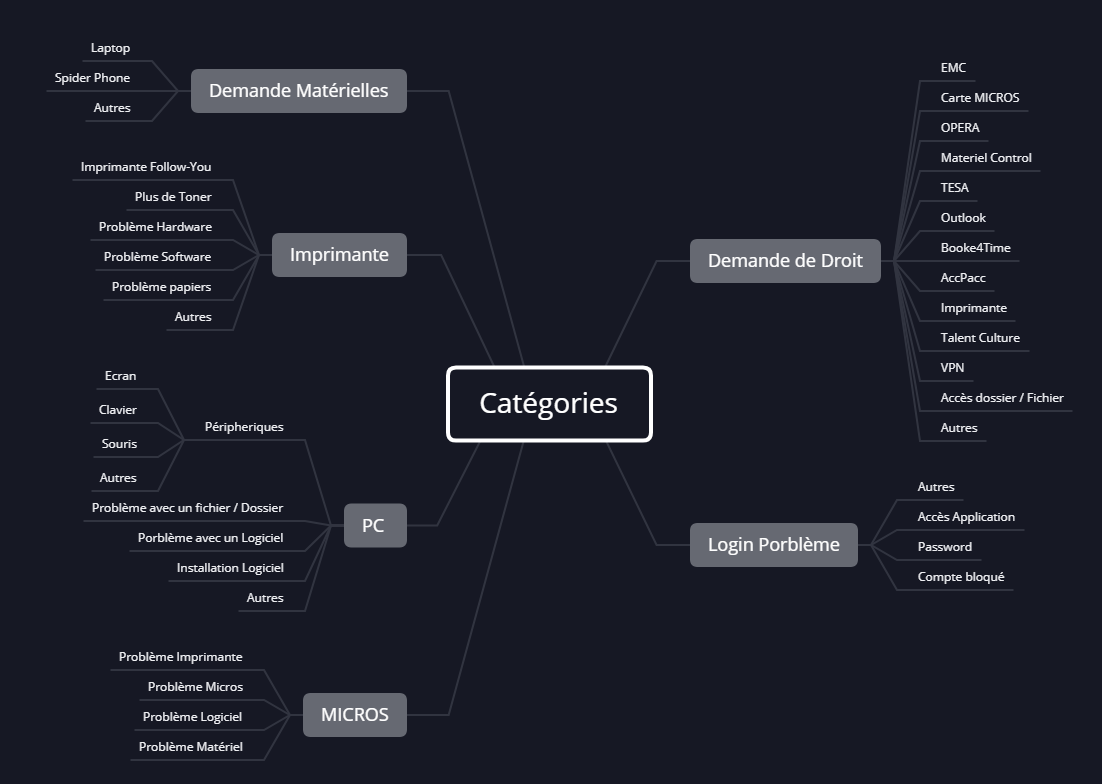 Catégories
Demande Matérielles
Laptop
Spider Phone
Autres
Imprimante
Imprimante Follow-You
Plus de Toner
Problème Hardware
Problème Software
Problème papiers
Autres
PC
Péripheriques
Ecran
Clavier
Souris
Autres
Problème avec un fichier / Dossier
Porblème avec un Logiciel
Installation Logiciel
Autres
MICROS
Problème Imprimante
Problème Micros
Problème Logiciel
Problème Matériel
Demande de Droit
EMC
Carte MICROS
OPERA
Materiel Control
TESA
Outlook
Booke4Time
AccPacc
Imprimante
Talent Culture
VPN
Accès dossier / Fichier
Autres
Login Porblème
Autres
Accès Application
Password
Compte bloqué